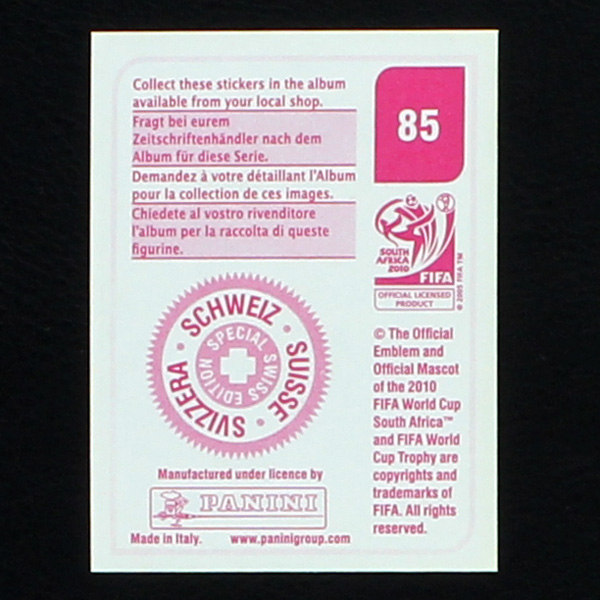 Collect these stickers in the album
available from your local shop.
Fragt bei eurem
Zeitschriftenhändler nach dem
Album für diese Serie.
Demandez à votre détaillant l'Album
pour la collection de ces images.
Chiedete al vostro rivenditore
l'album per la raccolta di queste
figurine.
85
SOUTH
AFRICA
2010
FIFA
OFFICIAL LICENSED
PRODUCT
© 2005 FIFA TM
SCHWEIZ • SUISSE • SVIZZERA •
SPECIAL SWISS EDITION
© The Official
Emblem and
Official Mascot
of the 2010
FIFA World Cup
South Africa™
and FIFA World
Cup Trophy are
copyrights and
trademarks of
FIFA. All rights
reserved.
Manufactured under licence by
PANINI
Made in Italy. www.paninigroup.com